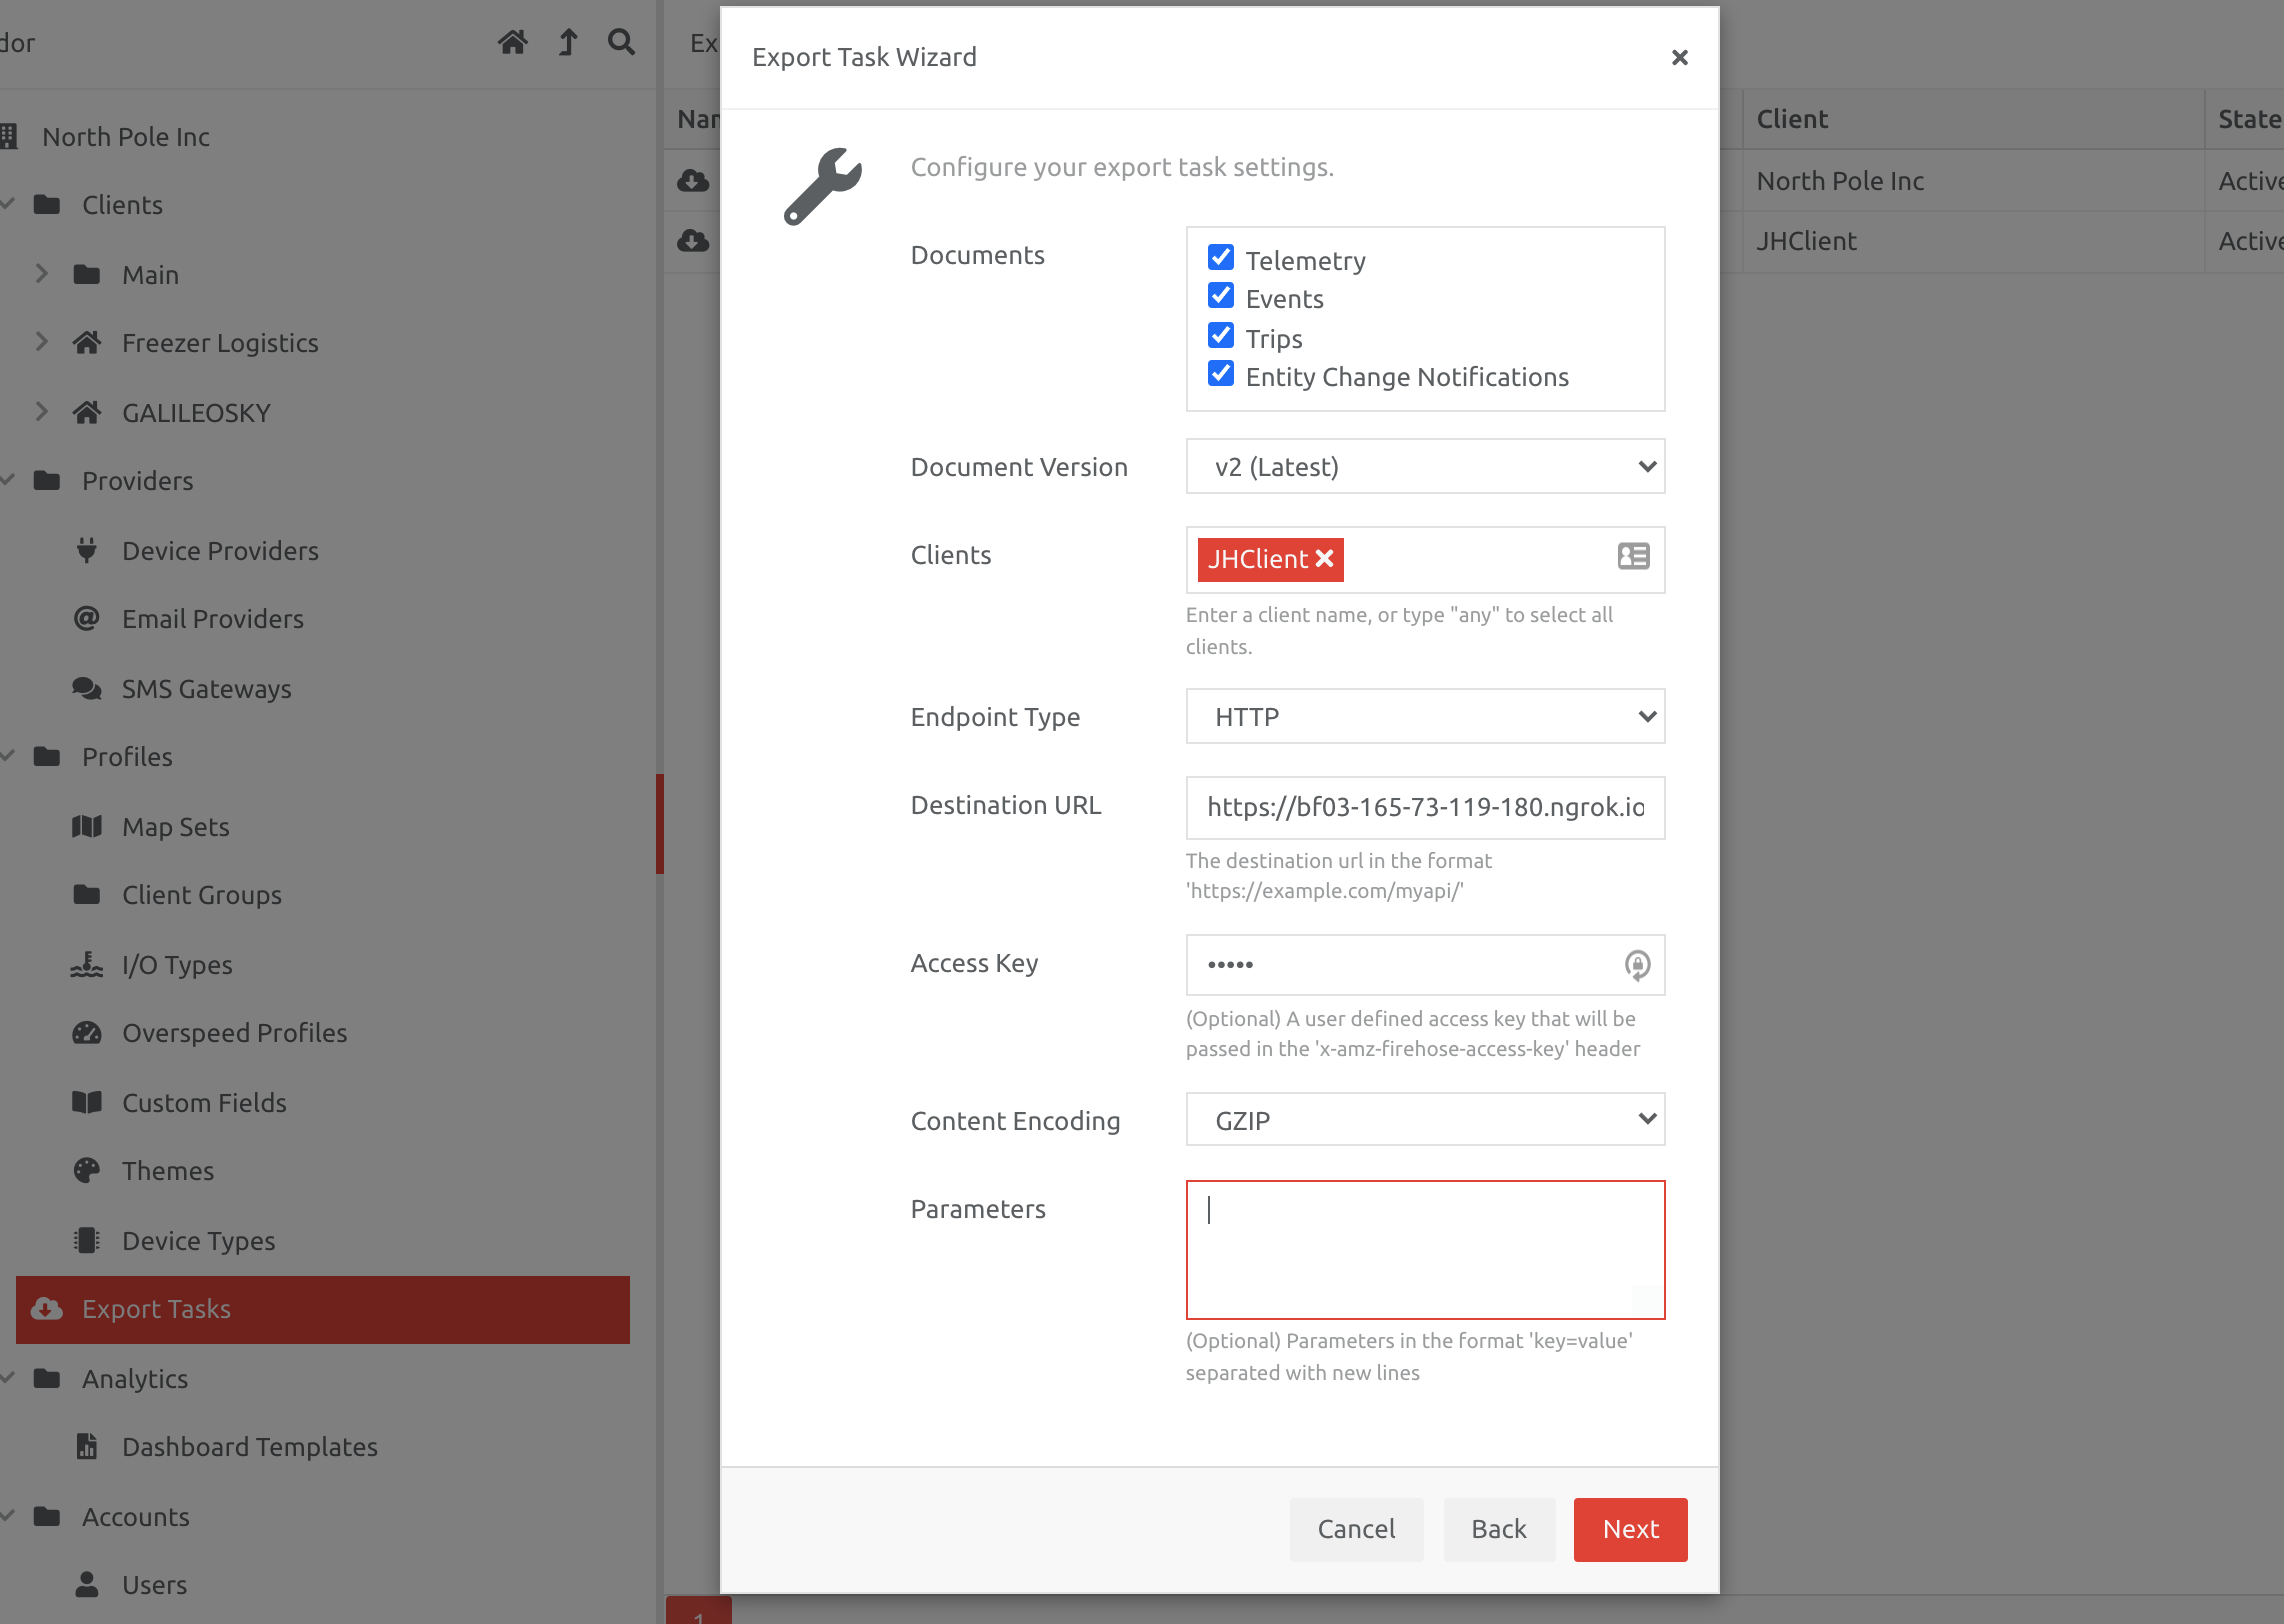 North Pole Inc
Clients
Main
Freezer Logistics
GALILEOSKY
Providers
Device Providers
Email Providers
SMS Gateways
Profiles
Map Sets
Client Groups
I/O Types
Overspeed Profiles
Custom Fields
Themes
Device Types
Export Tasks
Analytics
Dashboard Templates
Accounts
Users
Export Task Wizard
Configure your export task settings.
Documents
Telemetry
Events
Trips
Entity Change Notifications
Document Version
v2 (Latest)
Clients
JHClient
Enter a client name, or type "any" to select all
clients.
Endpoint Type
HTTP
Destination URL
https://bf03-165-73-119-180.ngrok.io
The destination url in the format
'https://example.com/myapi/'
Access Key
•••••
(Optional) A user defined access key that will be
passed in the 'x-amz-firehose-access-key' header
Content Encoding
GZIP
Parameters
(Optional) Parameters in the format 'key=value'
separated with new lines
Cancel
Back
Next
Client
State
North Pole Inc
Active
JHClient
Active
1